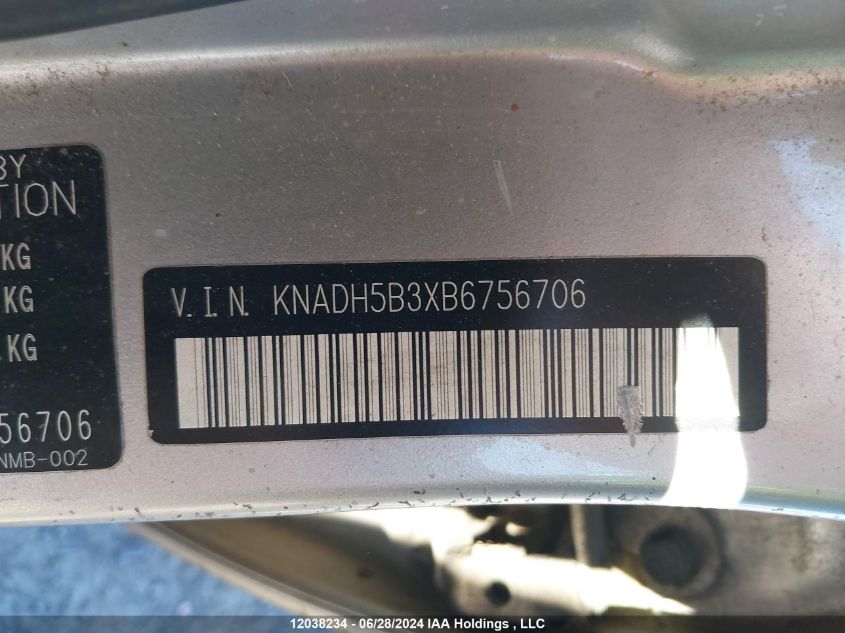 BY
TION
KG
KG
KG
56706
NMB-002
V.I.N. KNADH5B3XB6756706
12038234 - 06/28/2024 IAA Holdings , LLC